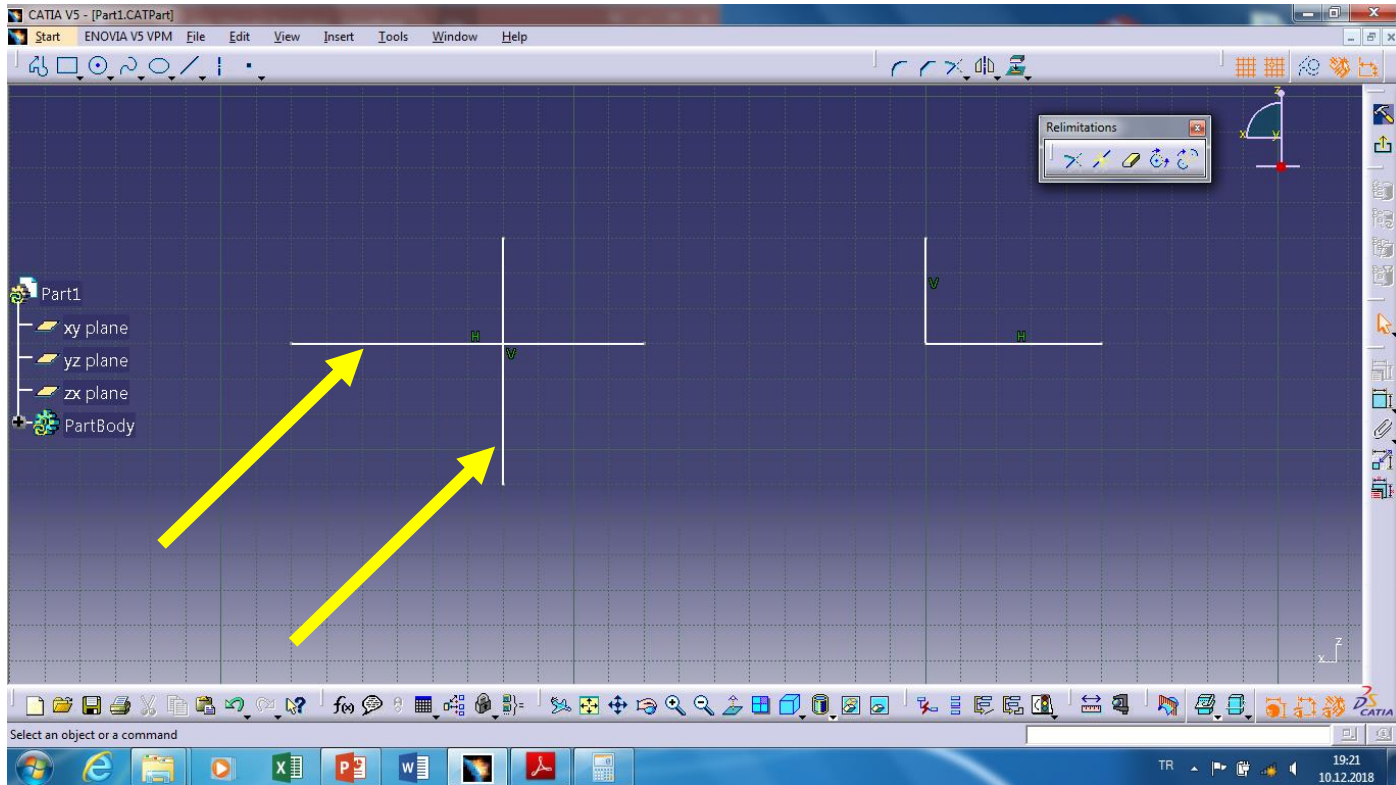 CATIA V5 - [Part1.CATPart]
Start ENOVIA V5 VPM File Edit View Insert Tools Window Help
Relimitations
z
x y
V
H
H
V
Part1
xy plane
yz plane
zx plane
PartBody
z
x
f(x)
CATIA
Select an object or a command
TR 19:21
10.12.2018